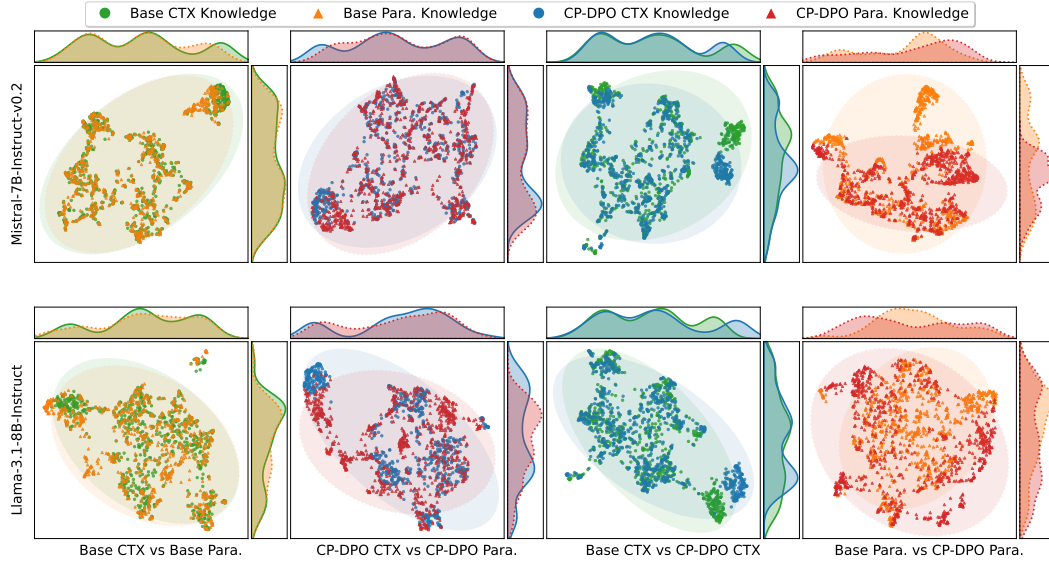 Base CTX Knowledge
Base Para. Knowledge
CP-DPO CTX Knowledge
CP-DPO Para. Knowledge
Mistral-7B-Instruct-v0.2
Llama-3.1-8B-Instruct
Base CTX vs Base Para.
CP-DPO CTX vs CP-DPO Para.
Base CTX vs CP-DPO CTX
Base Para. vs CP-DPO Para.